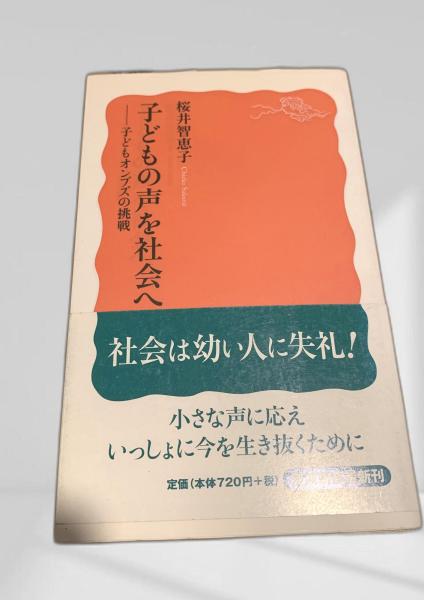 桜井智恵子
Chieko Sakurai
子どもの声を社会へ
——子どもオンブズの挑戦
社会は幼い人に失礼!
小さな声に応え
いっしょに今を生き抜くために
定価(本体720円+税)
新刊